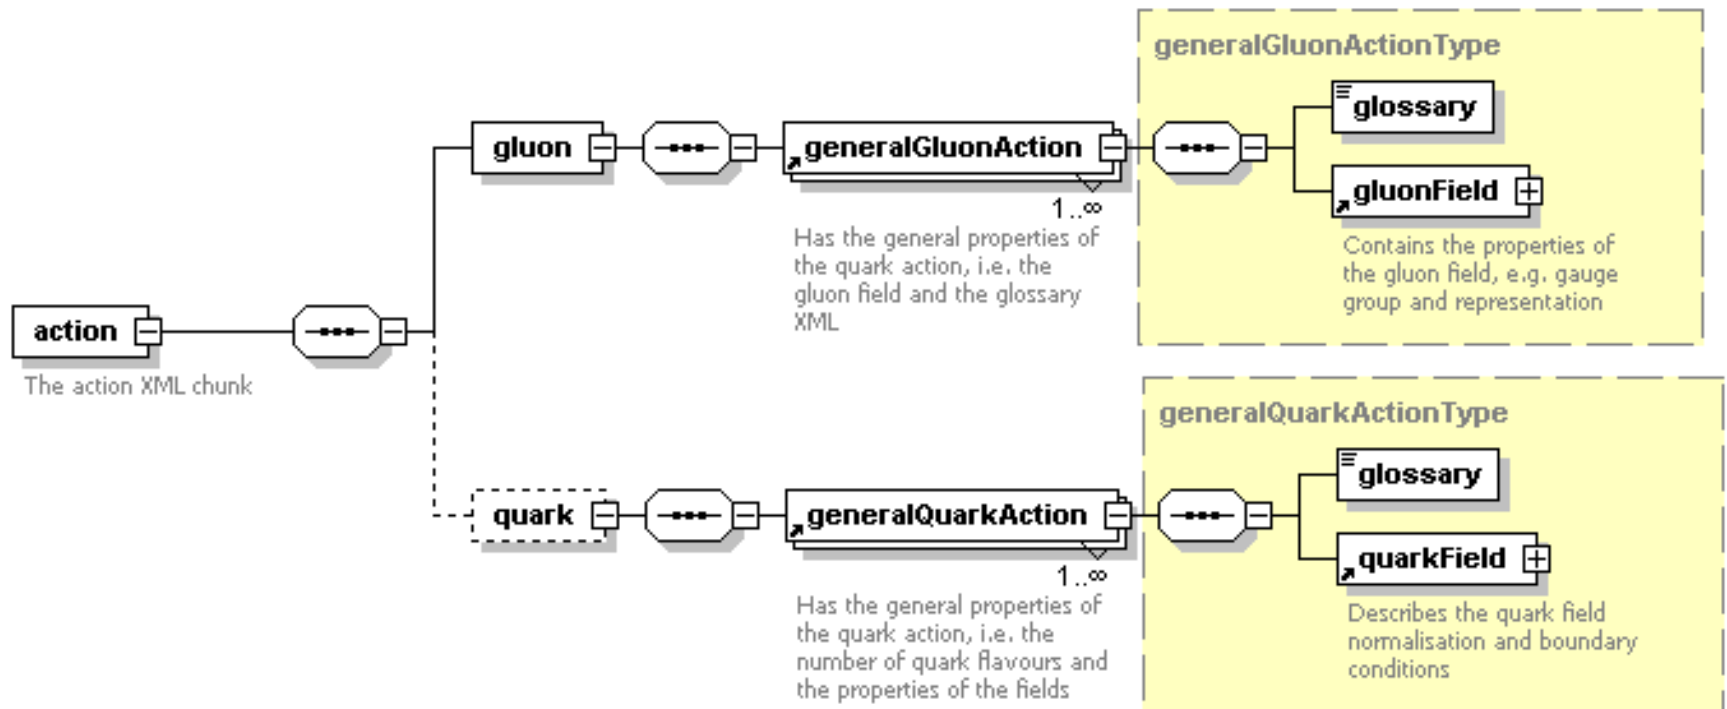 generalGluonActionType
glossary
gluon
generalGluonAction
gluonField
1..∞
Has the general properties of
the quark action, i.e. the
gluon field and the glossary
XML
Contains the properties of
the gluon field, e.g. gauge
group and representation
action
The action XML chunk
generalQuarkActionType
glossary
quark
generalQuarkAction
quarkField
1..∞
Has the general properties of
the quark action, i.e. the
number of quark flavours and
the properties of the fields
Describes the quark field
normalisation and boundary
conditions